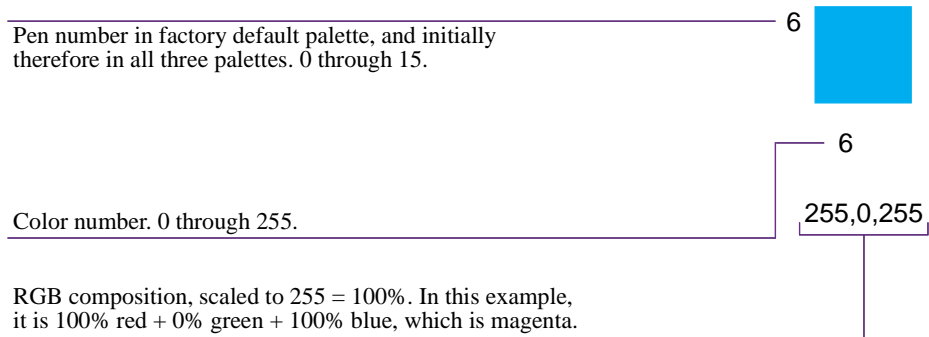 6
Pen number in factory default palette, and initially
therefore in all three palettes. 0 through 15.
6
Color number. 0 through 255.
255,0,255
RGB composition, scaled to 255 = 100%. In this example,
it is 100% red + 0% green + 100% blue, which is magenta.